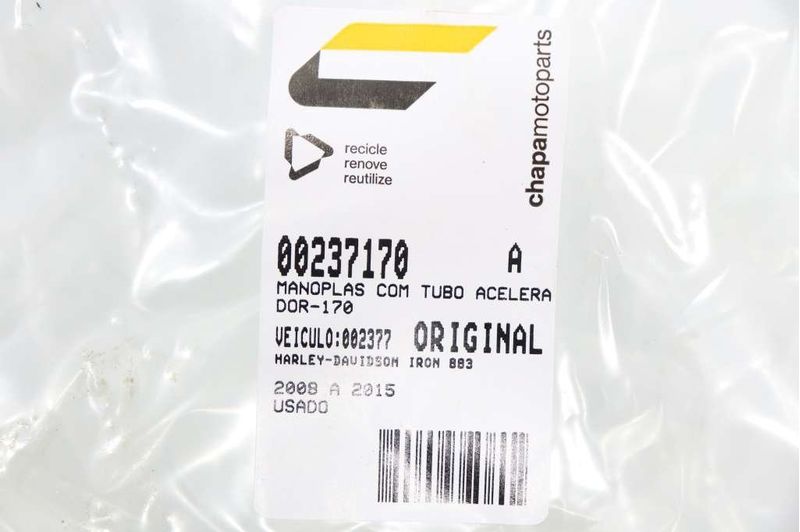 chapamotoparts
recicle
renove
reutilize
00237170 A
MANOPLAS COM TUBO ACELERA
DOR-170
VEICULO:002377 ORIGINAL
HARLEY-DAVIDSON IRON 883
2008 A 2015
USADO